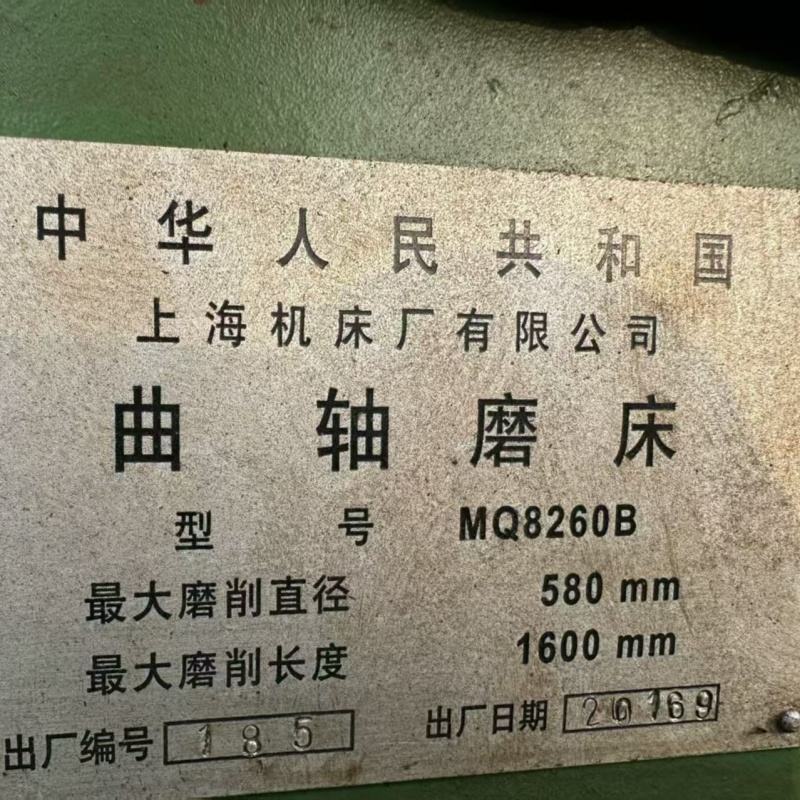 中华人民共和国
上海机床厂有限公司
曲轴磨床
型号 MQ8260B
最大磨削直径 580 mm
最大磨削长度 1600 mm
出厂编号 185 出厂日期 20169